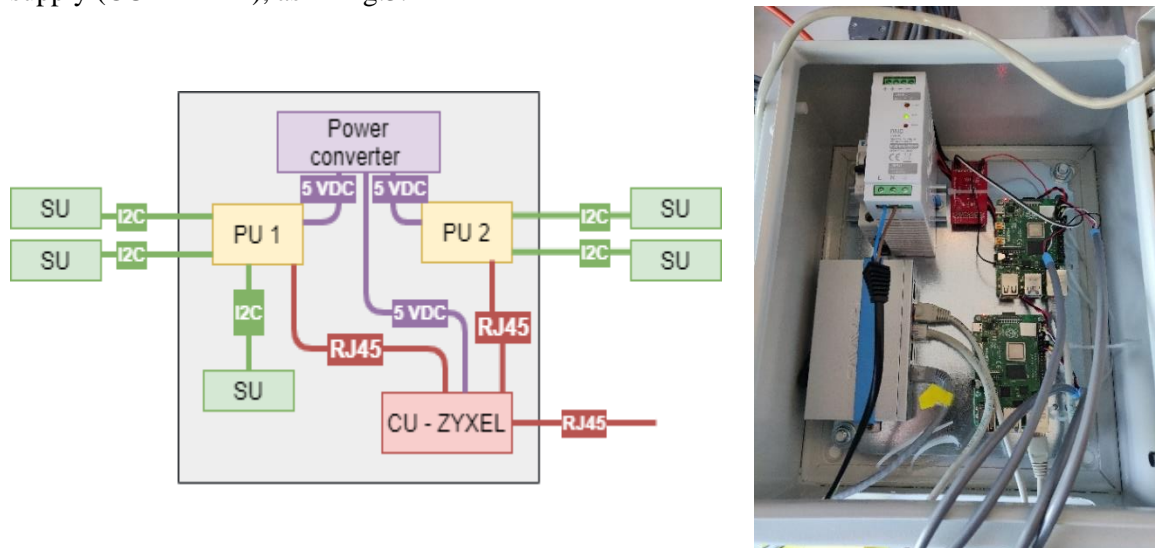 Power
converter
5 VDC
5 VDC
SU
I2C
PU 1
PU 2
I2C
SU
SU
I2C
I2C
SU
I2C
5 VDC
RJ45
RJ45
SU
CU - ZYXEL
RJ45
L N